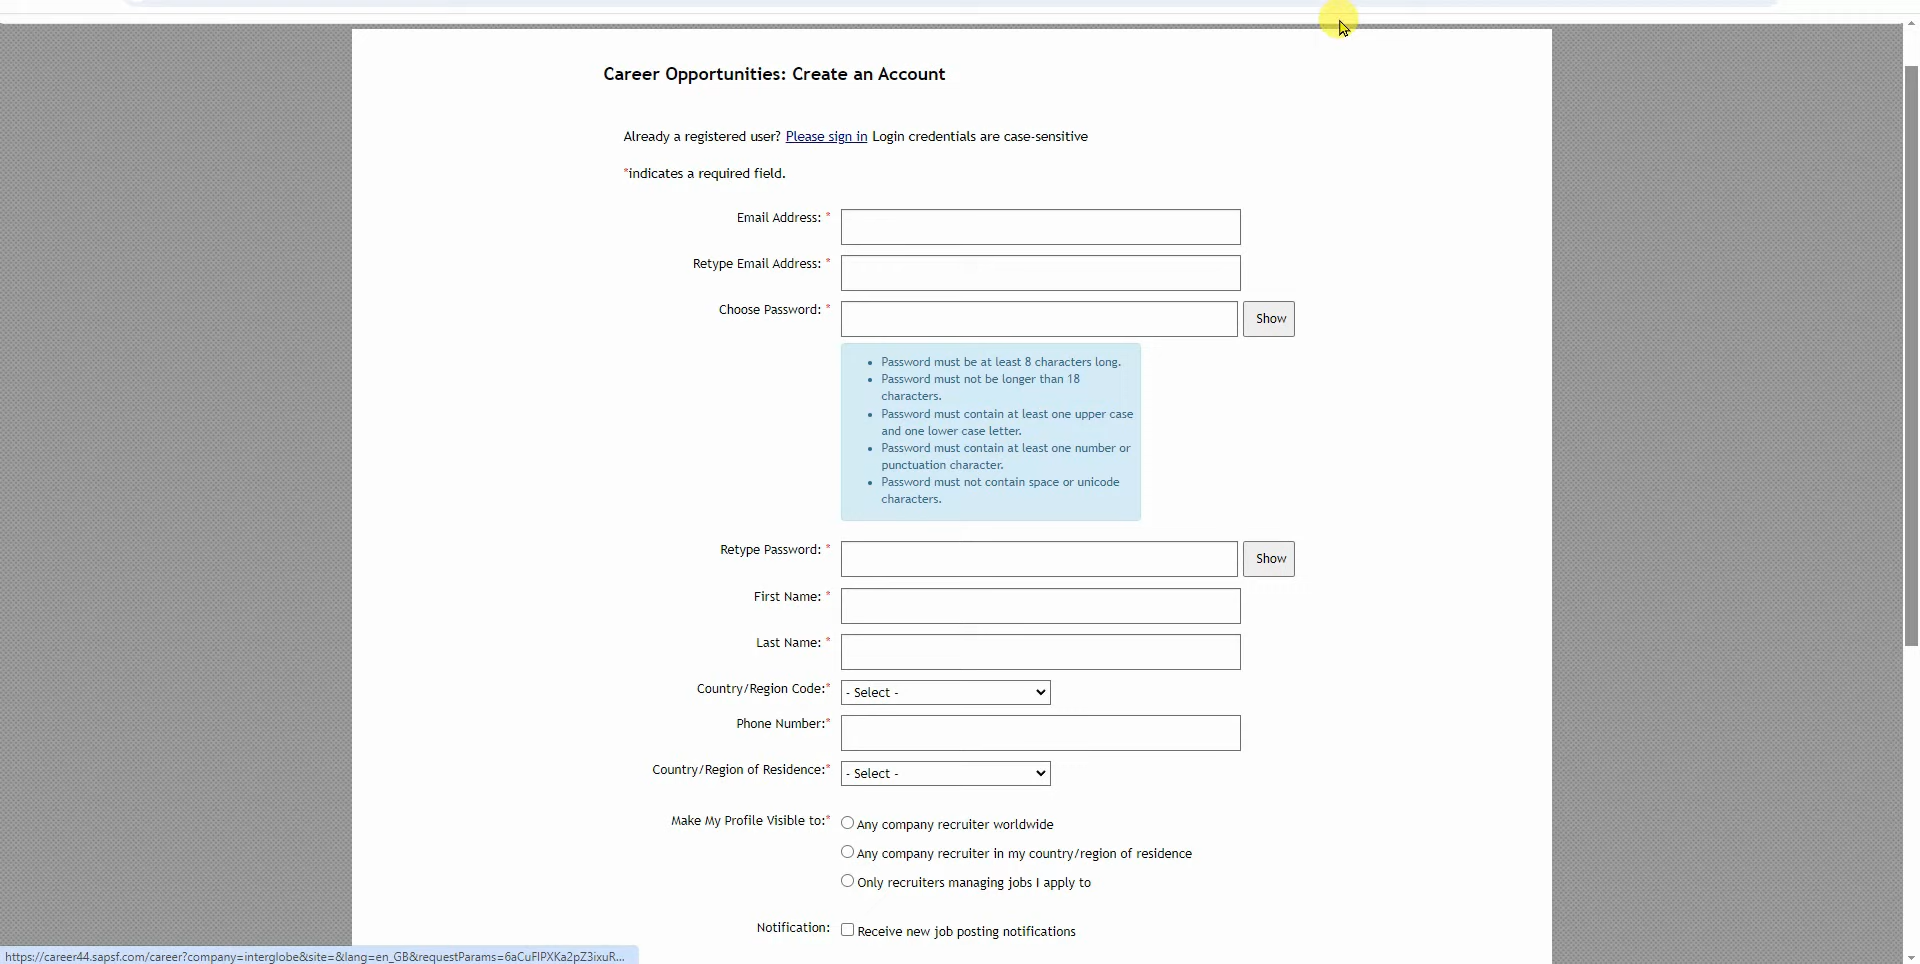 Career Opportunities: Create an Account
Already a registered user? Please sign in Login credentials are case-sensitive
*indicates a required field.
Email Address: *
Retype Email Address: *
Choose Password: *
Show
Password must be at least 8 characters long.
Password must not be longer than 18
characters.
Password must contain at least one upper case
and one lower case letter.
Password must contain at least one number or
punctuation character.
Password must not contain space or unicode
characters.
Retype Password: *
Show
First Name: *
Last Name: *
Country/Region Code:*
- Select -
Phone Number:*
Country/Region of Residence:*
- Select -
Make My Profile Visible to:*
Any company recruiter worldwide
Any company recruiter in my country/region of residence
Only recruiters managing jobs I apply to
Notification:
Receive new job posting notifications
https://career44.sapsf.com/career?company=interglobe&site=&lang=en_GB&requestParams=6aCuFlPXKa2pZ3ixuR...